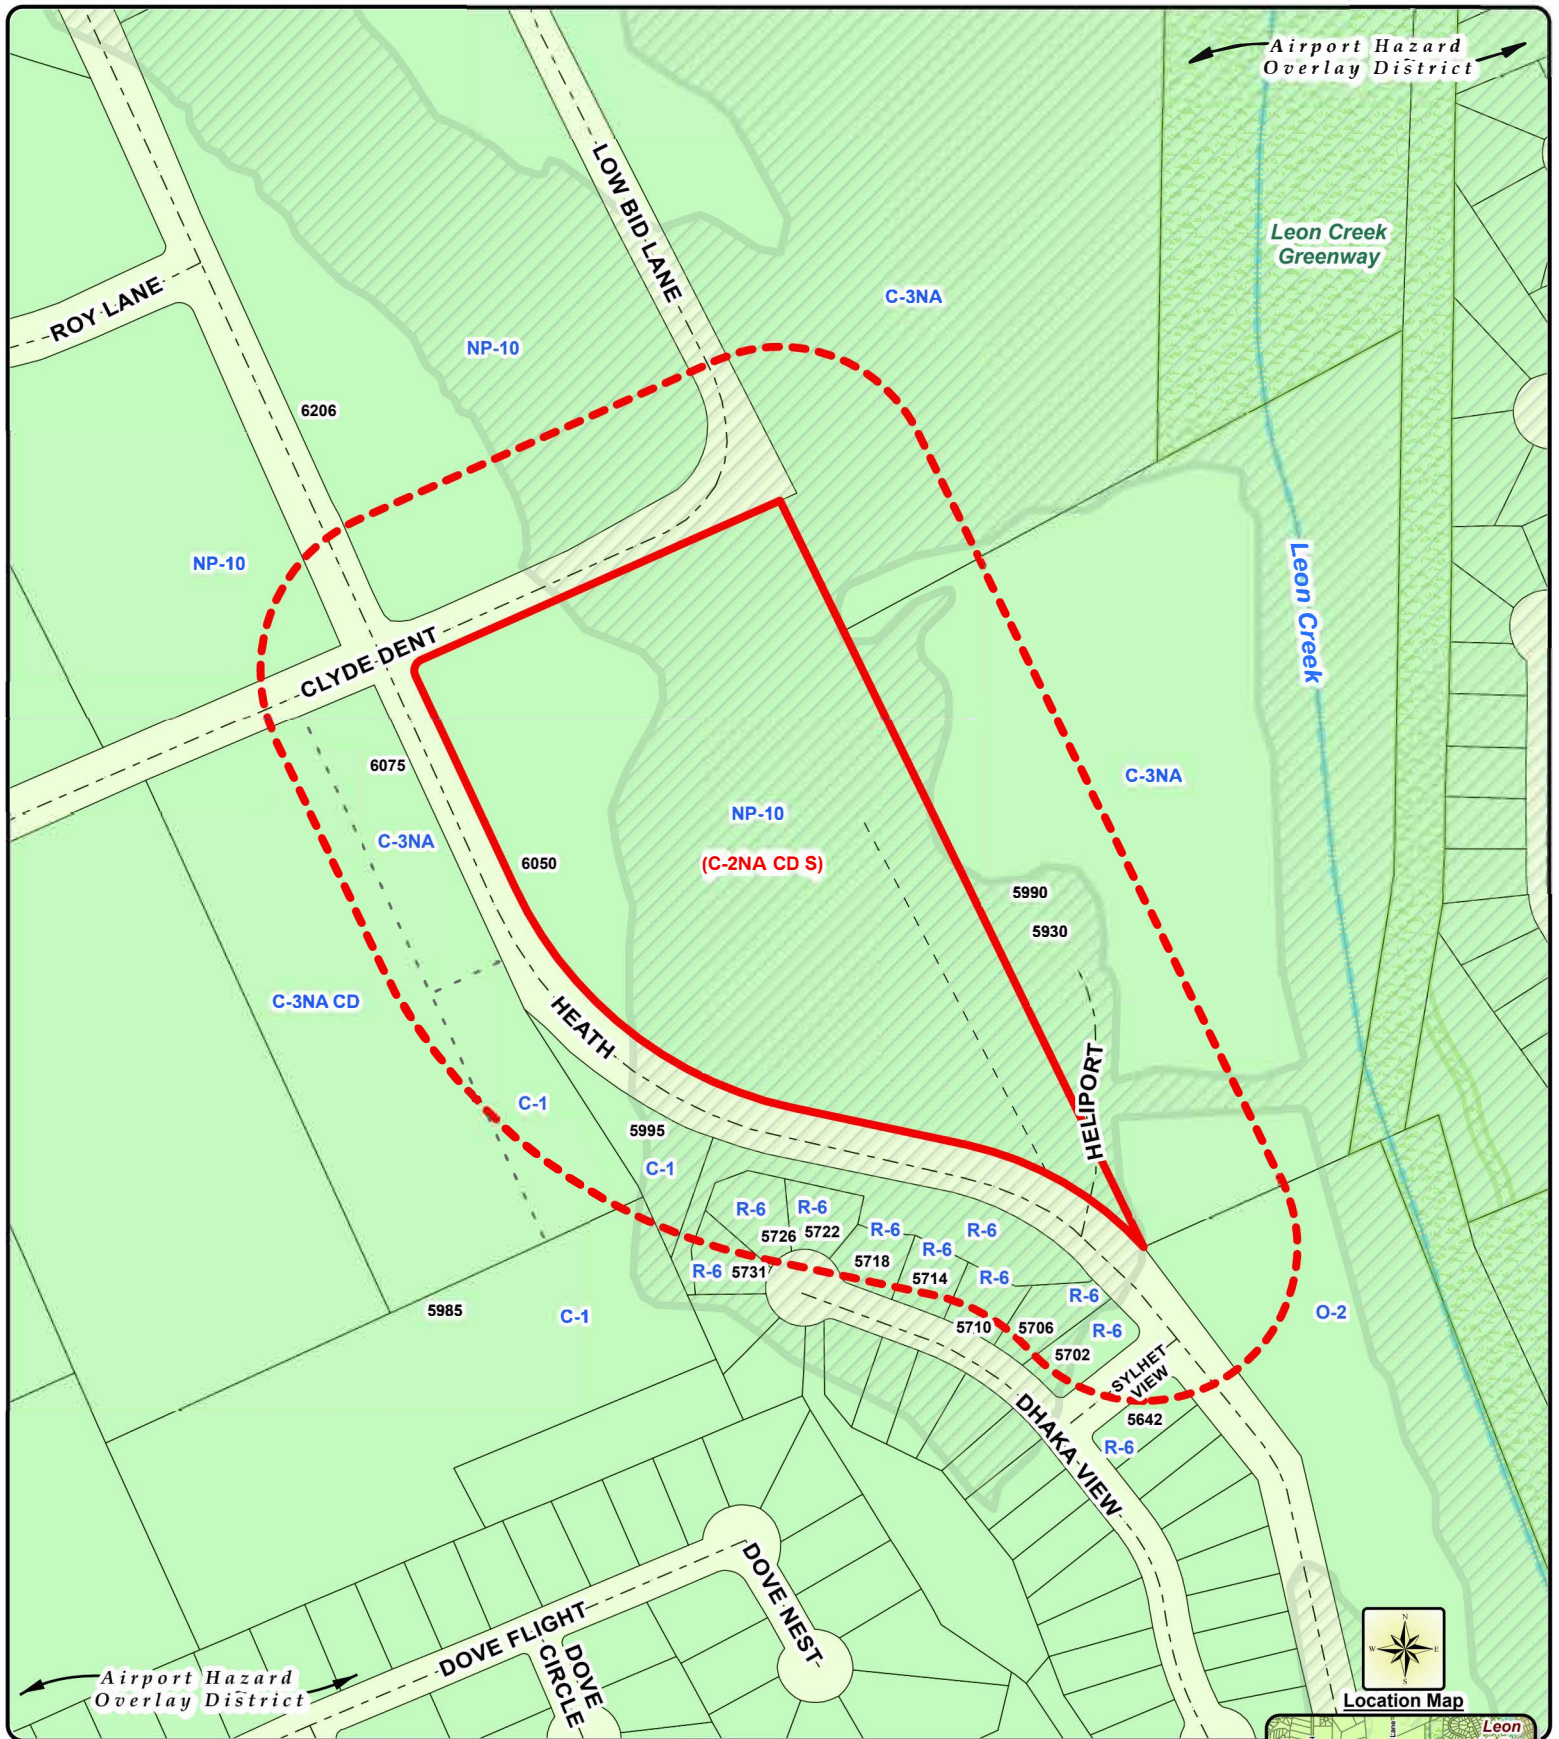 Airport Hazard
Overlay District
LOW BID LANE
Leon Creek
Greenway
ROY LANE
C-3NA
NP-10
6206
NP-10
Leon Creek
CLYDE DENT
6075
C-3NA
C-3NA
NP-10
(C-2NA CD S)
6050
5990
5930
C-3NA CD
HEATH
HELIPORT
C-1
5995
C-1
R-6
R-6
5726
5722
R-6
R-6
R-6
R-6
5731
5718
5714
R-6
R-6
5985
C-1
5710
5706
R-6
O-2
5702
SYLHET
VIEW
5642
R-6
DHAKA VIEW
DOVE NEST
DOVE FLIGHT
DOVE
CIRCLE
Airport Hazard
Overlay District
N
W
E
S
Location Map
Lane
Leon